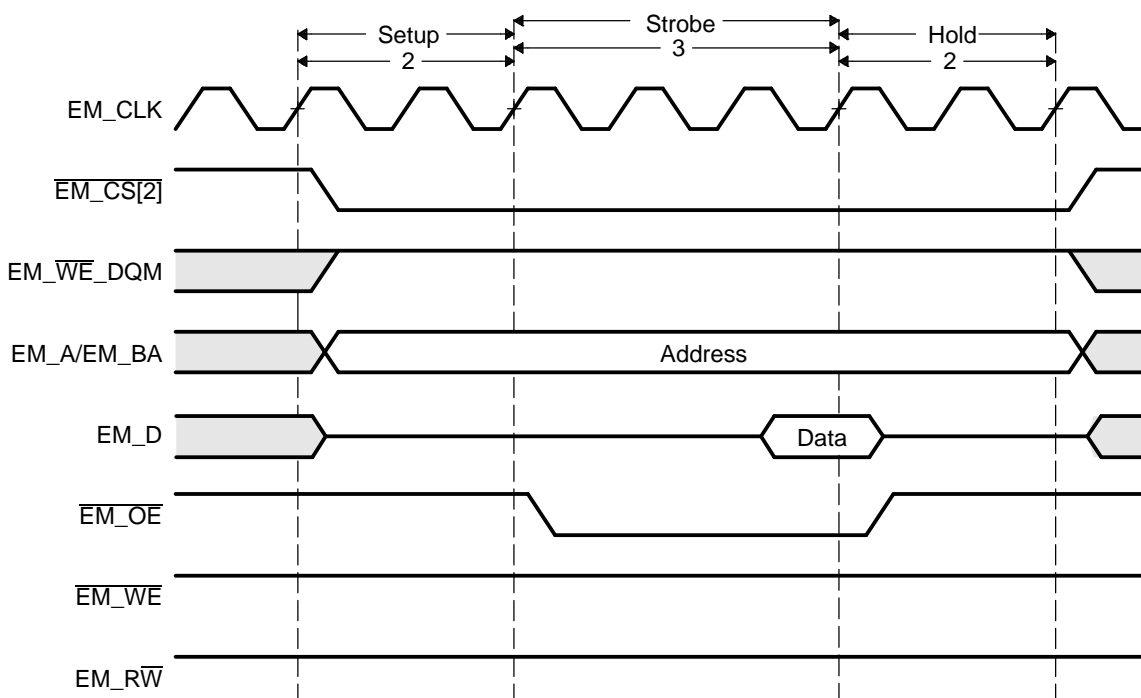 Setup
2
Strobe
3
Hold
2
EM_CLK
EM_CS[2]
EM_WE_DQM
EM_A/EM_BA
Address
EM_D
Data
EM_OE
EM_WE
EM_RW